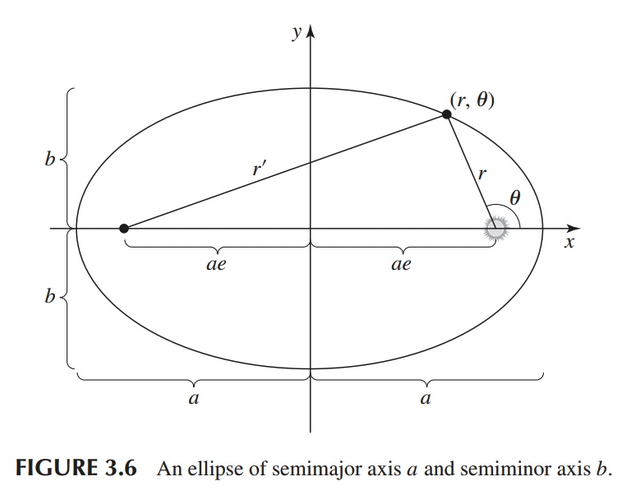 y
(r, θ)
b
r′
r
θ
x
ae
ae
b
a
a
FIGURE 3.6 An ellipse of semimajor axis a and semiminor axis b.